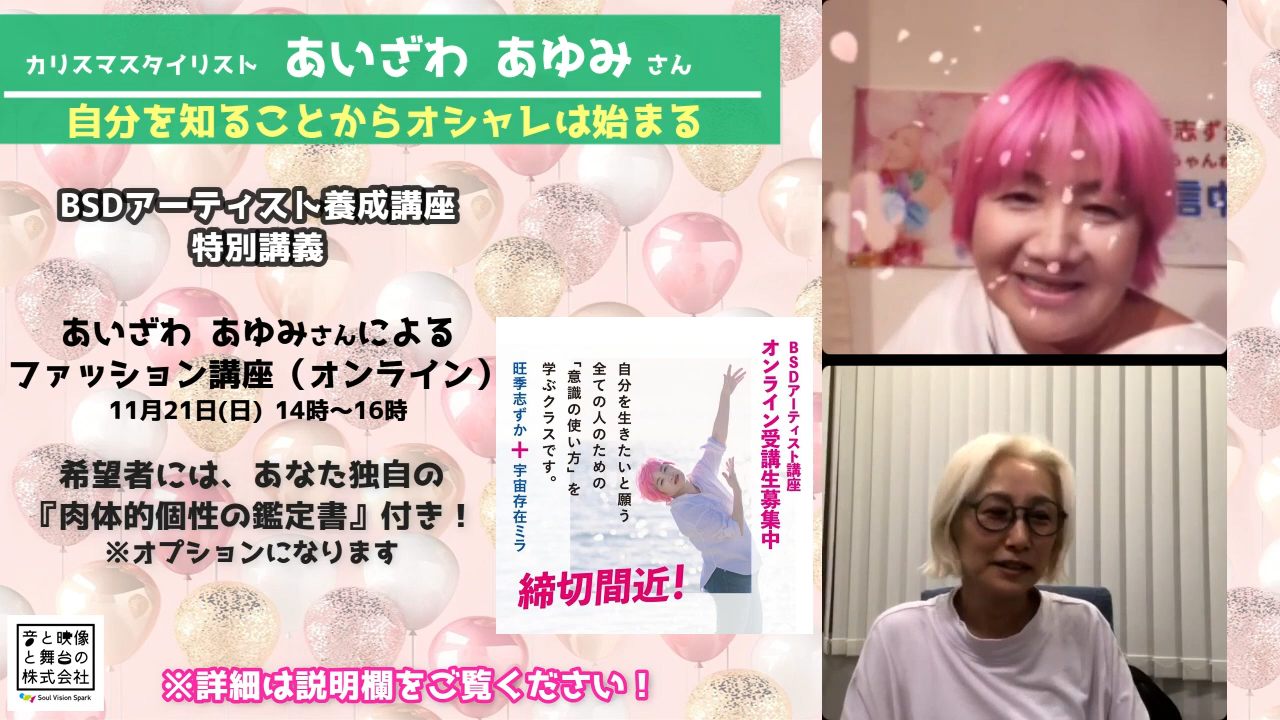 カリスマスタイリスト あいざわ あゆみ さん
自分を知ることからオシャレは始まる
BSDアーティスト養成講座
特別講義
あいざわ あゆみさんによる
ファッション講座（オンライン）
11月21日(日) 14時〜16時
希望者には、あなた独自の
『肉体的個性の鑑定書』付き！
※オプションになります
BSDアーティスト講座
オンライン受講生募集中
自分を生きたいと願う
全ての人のための
「意識の使い方」を
学ぶクラスです。
旺季志ずか＋宇宙存在ミラ
締切間近!
音と映像
と舞台の
株式会社
Soul Vision Spark
※詳細は説明欄をご覧ください！
志ずか
ちゃんね
信中